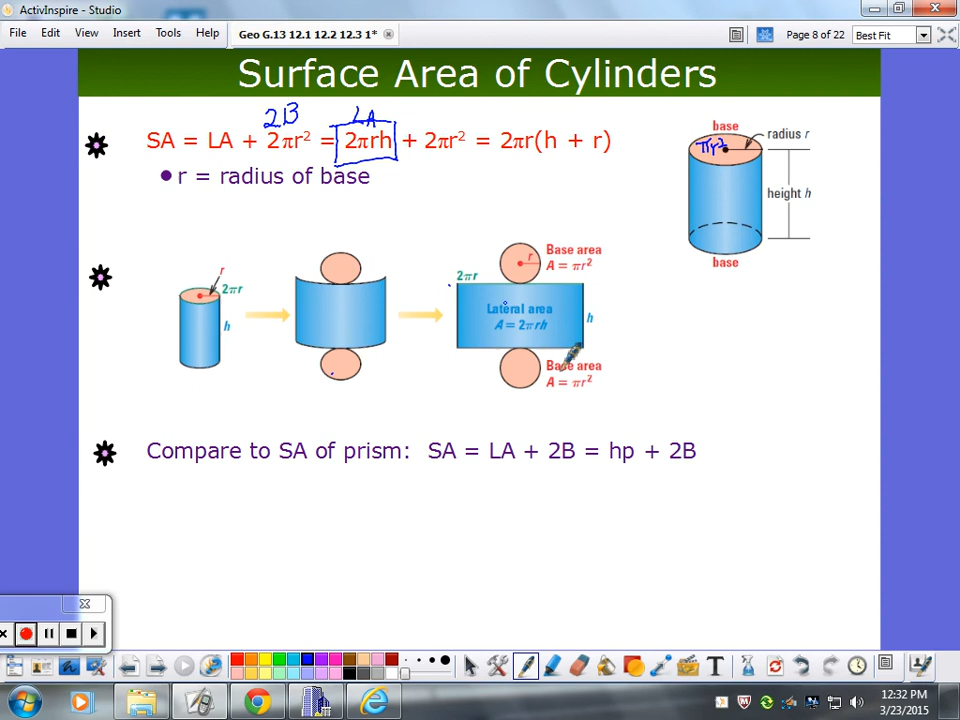 ActivInspire - Studio
File Edit View Insert Tools Help
Geo G.13 12.1 12.2 12.3 1*
Page 8 of 22
Best Fit
Surface Area of Cylinders
2B
LA
SA = LA + 2πr² = 2πrh + 2πr² = 2πr(h + r)
r = radius of base
base
radius r
πr²
height h
base
r
2πr
h
2πr
r
Base area
A = πr²
Lateral area
A = 2πrh
h
Base area
A = πr²
Compare to SA of prism: SA = LA + 2B = hp + 2B
12:32 PM
3/23/2015